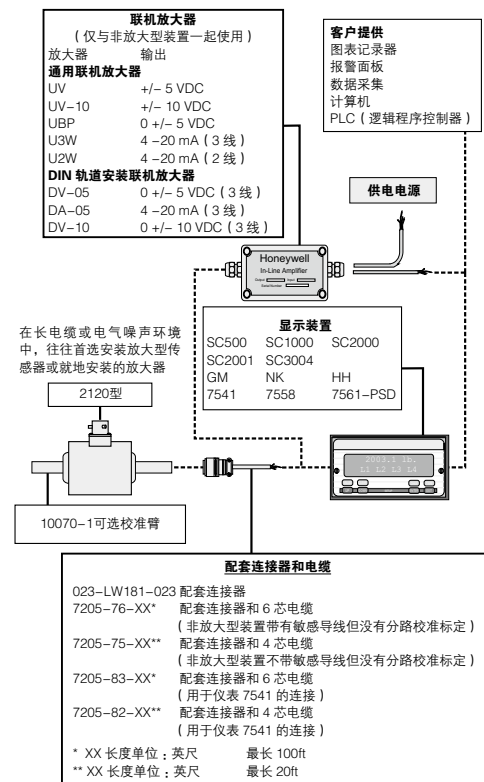 联机放大器
（仅与非放大型装置一起使用）
放大器 输出
通用联机放大器
UV +/– 5 VDC
UV–10 +/– 10 VDC
UBP 0 +/– 5 VDC
U3W 4 –20 mA（3 线）
U2W 4 –20 mA（2 线）
DIN 轨道安装联机放大器
DV–05 0 +/– 5 VDC（3 线）
DA–05 4 –20 mA（3 线）
DV–10 0 +/– 10 VDC（3 线）
客户提供
图表记录器
报警面板
数据采集
计算机
PLC（逻辑程序控制器）
供电电源
Honeywell
In-Line Amplifier
显示装置
SC500 SC1000 SC2000
SC2001 SC3004
GM NK HH
7541 7558 7561–PSD
在长电缆或电气噪声环境
中，往往首选安装放大型传
感器或就地安装的放大器
2120型
2003.1 lb.
L1 L2 L3 L4
10070–1可选校准臂
配套连接器和电缆
023–LW181–023 配套连接器
7205–76–XX* 配套连接器和 6 芯电缆
（非放大型装置带有敏感导线但没有分路校准标定）
7205–75–XX** 配套连接器和 4 芯电缆
（非放大型装置不带敏感导线但没有分路校准标定）
7205–83–XX* 配套连接器和 6 芯电缆
（用于仪表 7541 的连接）
7205–82–XX** 配套连接器和 4 芯电缆
（用于仪表 7541 的连接）
* XX 长度单位：英尺 最长 100ft
** XX 长度单位：英尺 最长 20ft